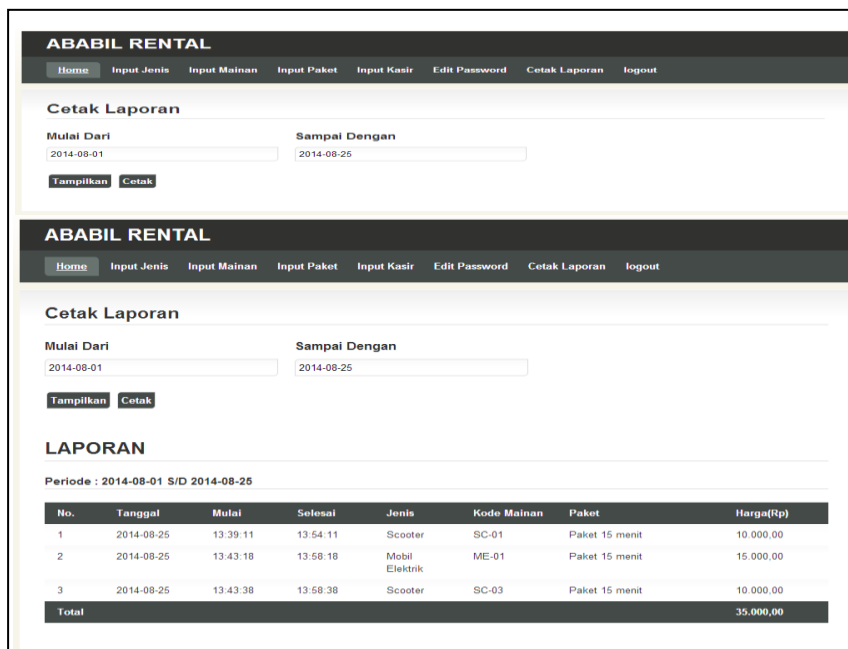 ABABIL RENTAL
Home Input Jenis Input Mainan Input Paket Input Kasir Edit Password Cetak Laporan logout
Cetak Laporan
Mulai Dari Sampai Dengan
2014-08-01 2014-08-25
Tampilkan Cetak
ABABIL RENTAL
Home Input Jenis Input Mainan Input Paket Input Kasir Edit Password Cetak Laporan logout
Cetak Laporan
Mulai Dari Sampai Dengan
2014-08-01 2014-08-25
Tampilkan Cetak
LAPORAN
Periode : 2014-08-01 S/D 2014-08-25
No. Tanggal Mulai Selesai Jenis Kode Mainan Paket Harga(Rp)
1 2014-08-25 13:39:11 13:54:11 Scooter SC-01 Paket 15 menit 10.000,00
2 2014-08-25 13:43:18 13:58:18 Mobil ME-01 Paket 15 menit 15.000,00
Elektrik
3 2014-08-25 13:43:38 13:58:38 Scooter SC-03 Paket 15 menit 10.000,00
Total 35.000,00